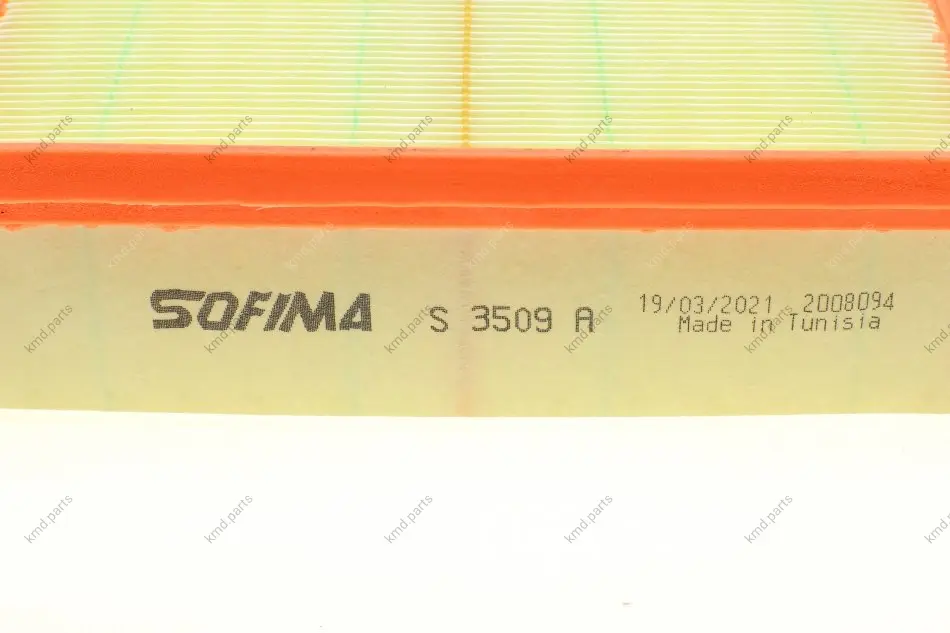 SOFIMA S 3509 A
19/03/2021 2008094
Made in Tunisia
kmd.parts